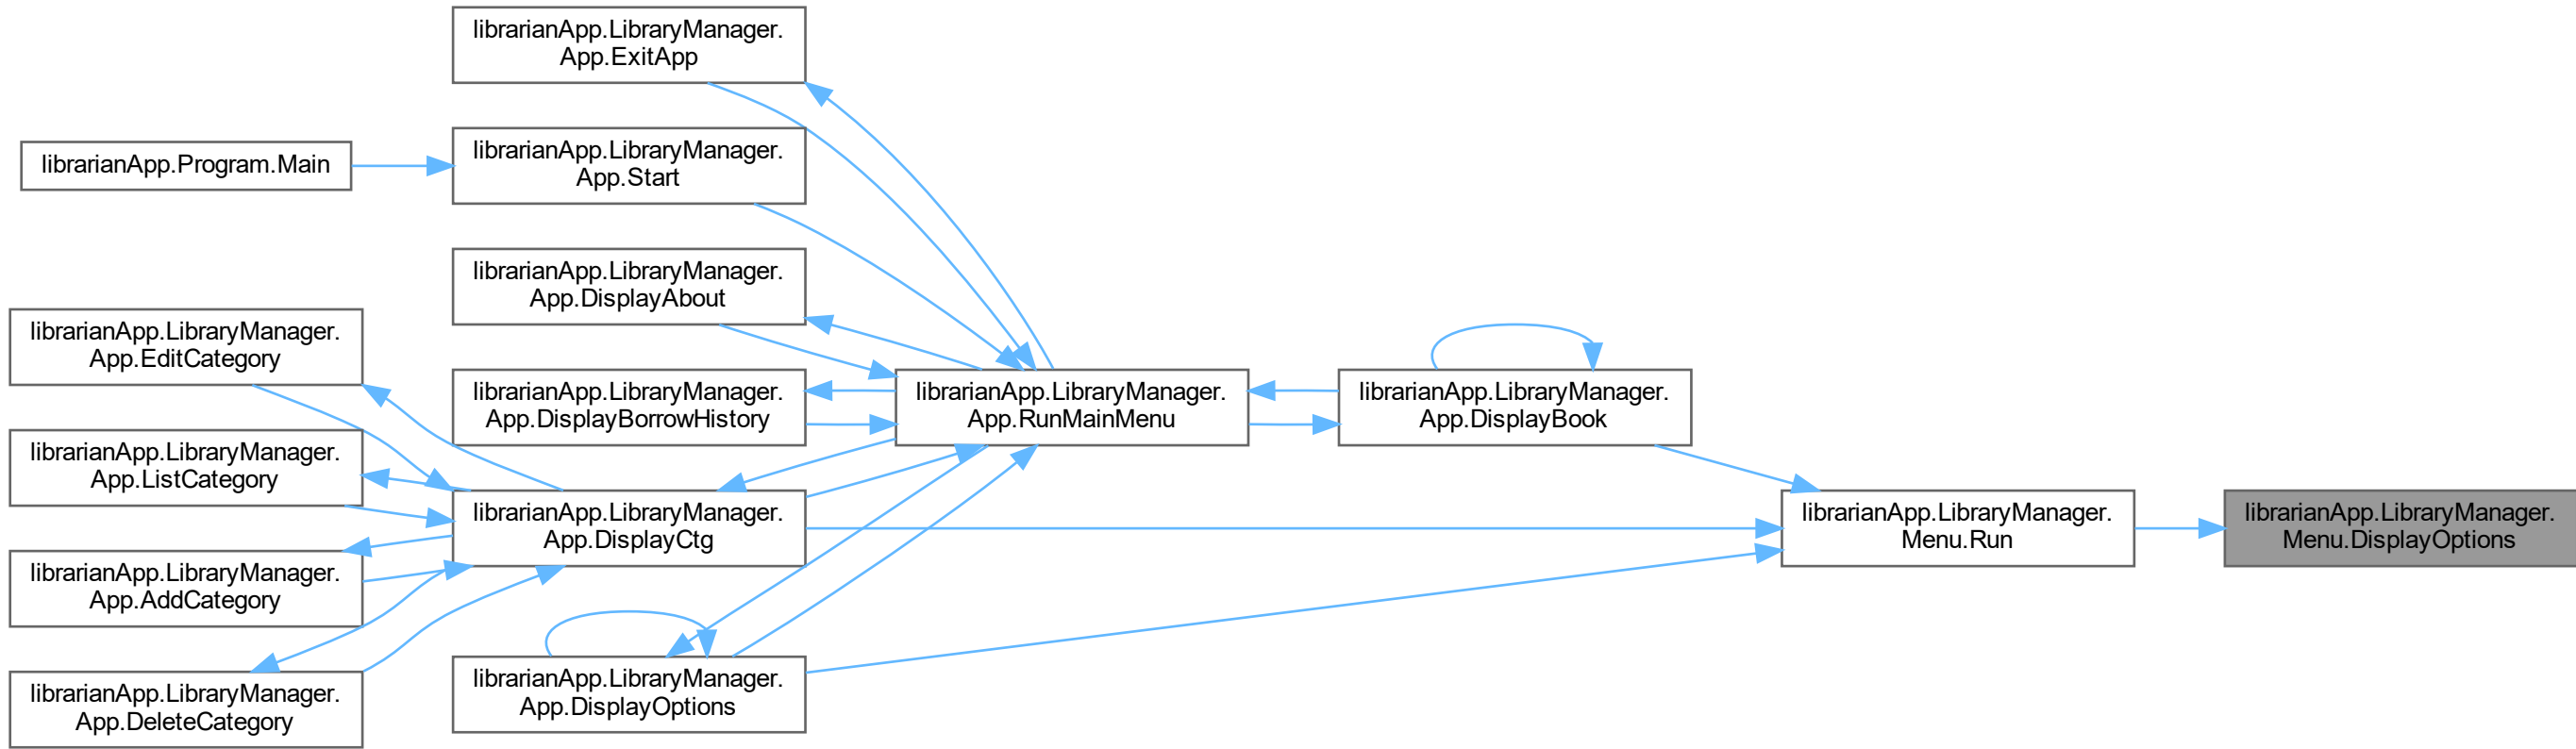 librarianApp.LibraryManager.
App.ExitApp
librarianApp.Program.Main
librarianApp.LibraryManager.
App.Start
librarianApp.LibraryManager.
App.DisplayAbout
librarianApp.LibraryManager.
App.EditCategory
librarianApp.LibraryManager.
App.DisplayBorrowHistory
librarianApp.LibraryManager.
App.RunMainMenu
librarianApp.LibraryManager.
App.DisplayBook
librarianApp.LibraryManager.
App.ListCategory
librarianApp.LibraryManager.
App.DisplayCtg
librarianApp.LibraryManager.
Menu.Run
librarianApp.LibraryManager.
Menu.DisplayOptions
librarianApp.LibraryManager.
App.AddCategory
librarianApp.LibraryManager.
App.DisplayOptions
librarianApp.LibraryManager.
App.DeleteCategory